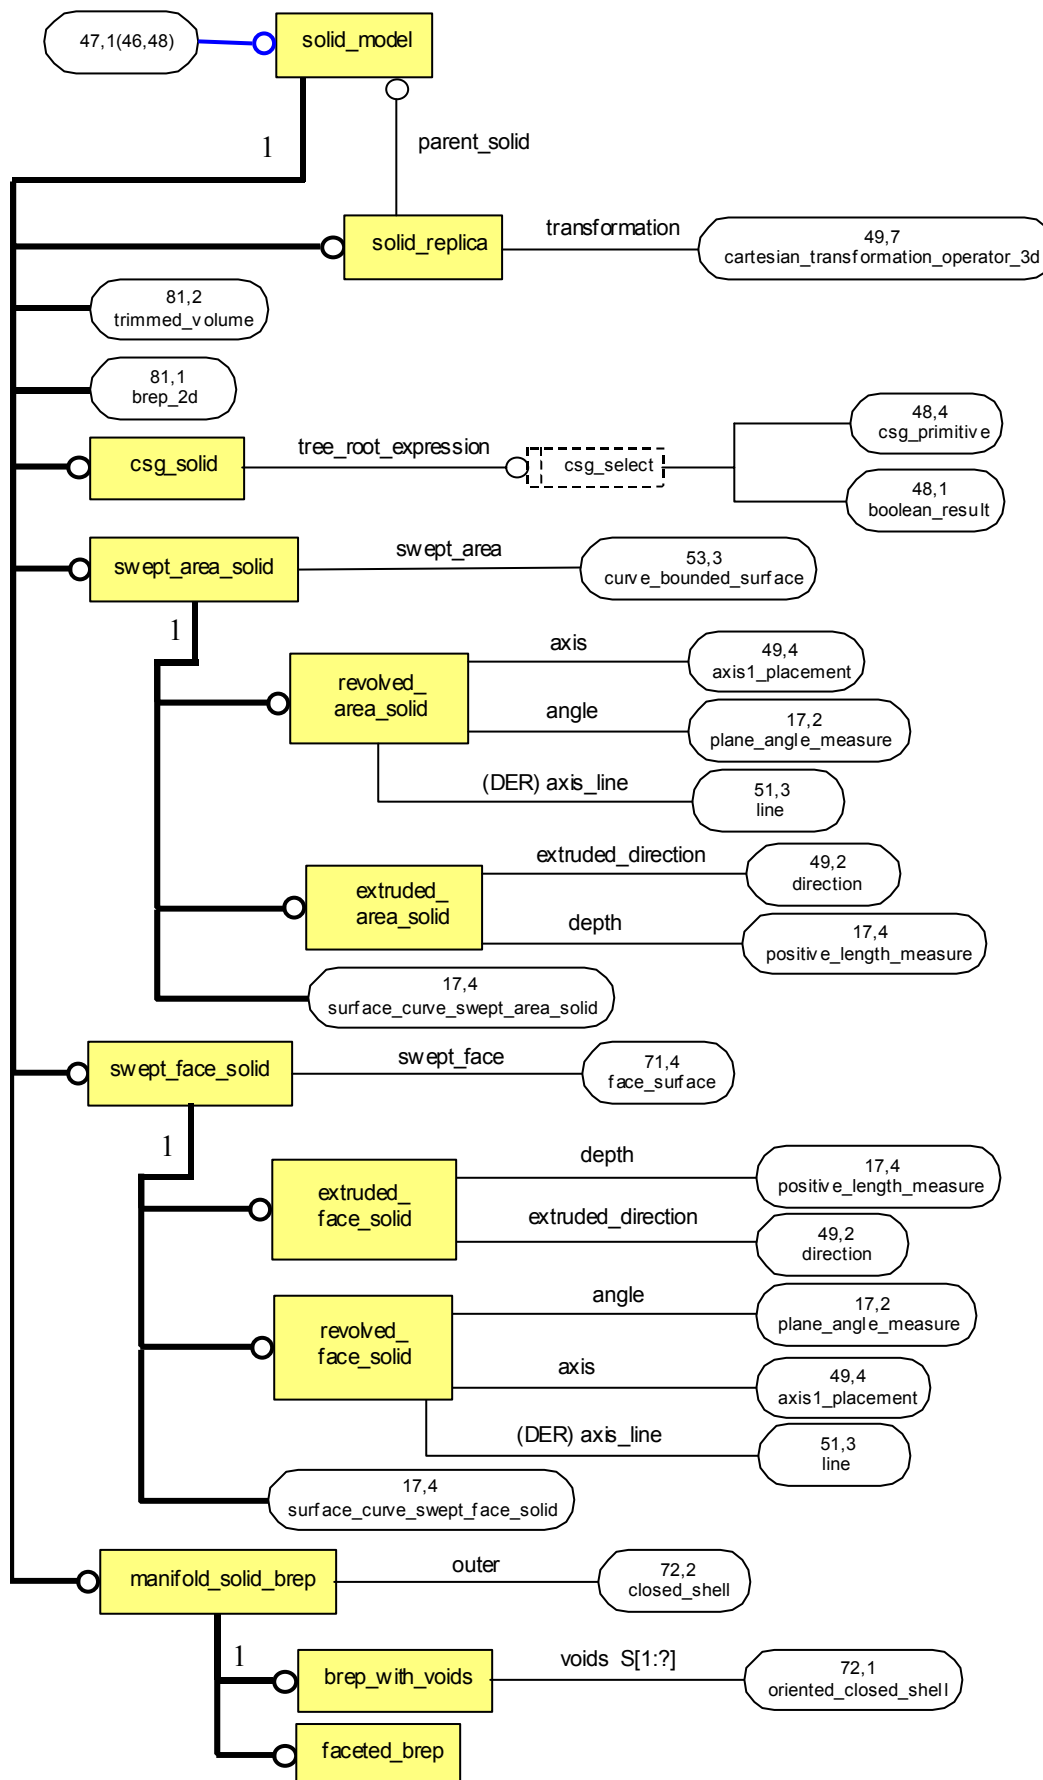 47,1(46,48)
solid_model
1
parent_solid
solid_replica
transformation
49,7
cartesian_transformation_operator_3d
81,2
trimmed_volume
81,1
brep_2d
csg_solid
tree_root_expression
csg_select
48,4
csg_primitive
48,1
boolean_result
swept_area_solid
swept_area
53,3
curve_bounded_surface
1
revolved_
area_solid
axis
49,4
axis1_placement
angle
17,2
plane_angle_measure
(DER) axis_line
51,3
line
extruded_
area_solid
extruded_direction
49,2
direction
depth
17,4
positive_length_measure
17,4
surface_curve_swept_area_solid
swept_face_solid
swept_face
71,4
face_surface
1
extruded_
face_solid
depth
17,4
positive_length_measure
extruded_direction
49,2
direction
revolved_
face_solid
angle
17,2
plane_angle_measure
axis
49,4
axis1_placement
(DER) axis_line
51,3
line
17,4
surface_curve_swept_face_solid
manifold_solid_brep
outer
72,2
closed_shell
1
brep_with_voids
voids S[1:?]
72,1
oriented_closed_shell
faceted_brep